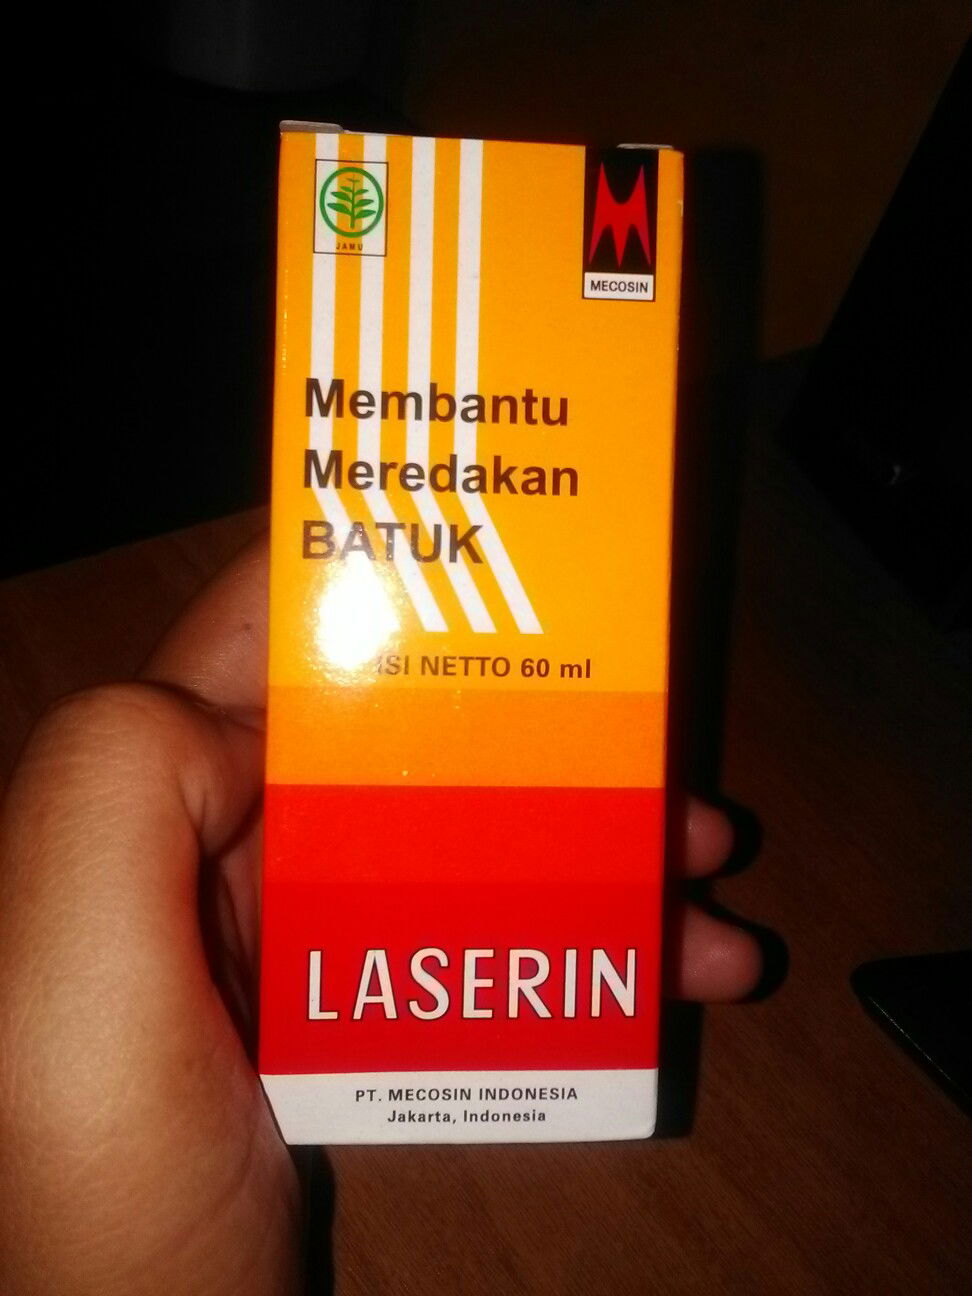 JAMU
MECOSIN
Membantu
Meredakan
BATUK
ISI NETTO 60 ml
LASERIN
PT. MECOSIN INDONESIA
Jakarta, Indonesia